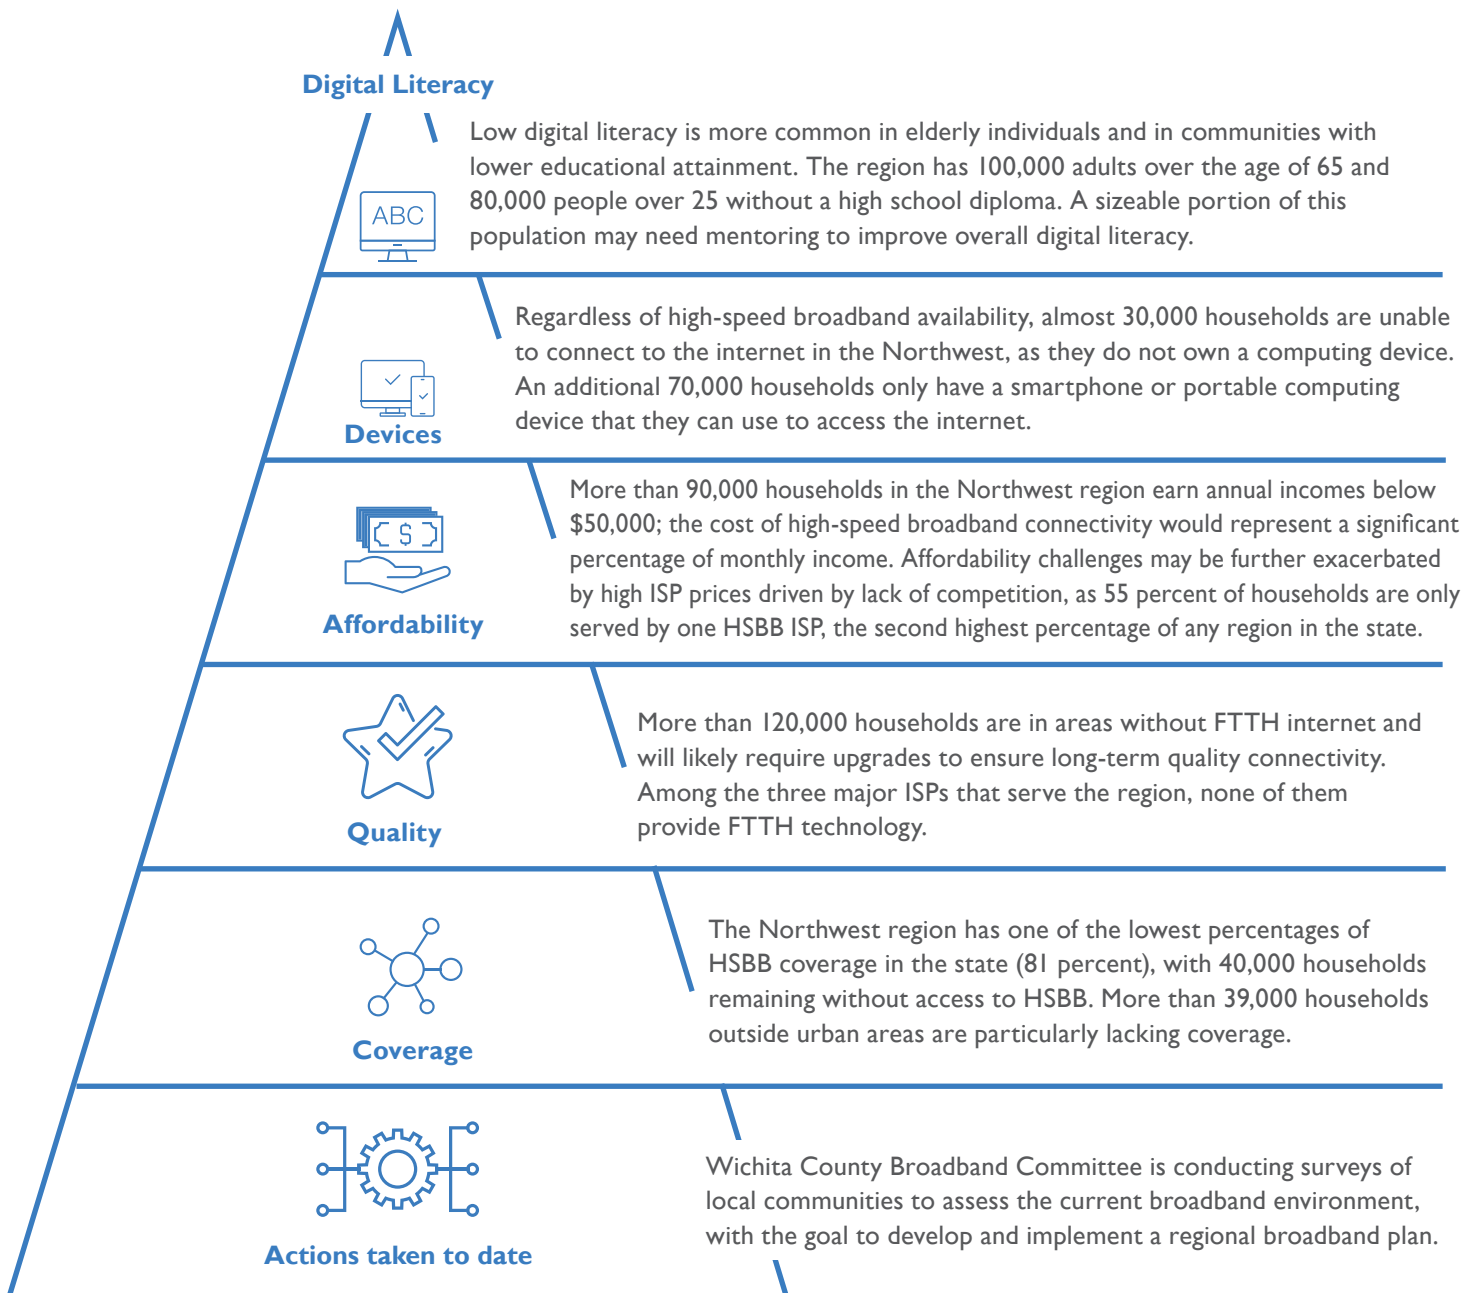 Digital Literacy
Low digital literacy is more common in elderly individuals and in communities with
lower educational attainment. The region has 100,000 adults over the age of 65 and
80,000 people over 25 without a high school diploma. A sizeable portion of this
population may need mentoring to improve overall digital literacy.
ABC
Regardless of high-speed broadband availability, almost 30,000 households are unable
to connect to the internet in the Northwest, as they do not own a computing device.
An additional 70,000 households only have a smartphone or portable computing
device that they can use to access the internet.
Devices
More than 90,000 households in the Northwest region earn annual incomes below
$50,000; the cost of high-speed broadband connectivity would represent a significant
percentage of monthly income. Affordability challenges may be further exacerbated
by high ISP prices driven by lack of competition, as 55 percent of households are only
served by one HSBB ISP, the second highest percentage of any region in the state.
$
Affordability
More than 120,000 households are in areas without FTTH internet and
will likely require upgrades to ensure long-term quality connectivity.
Among the three major ISPs that serve the region, none of them
provide FTTH technology.
Quality
The Northwest region has one of the lowest percentages of
HSBB coverage in the state (81 percent), with 40,000 households
remaining without access to HSBB. More than 39,000 households
outside urban areas are particularly lacking coverage.
Coverage
Wichita County Broadband Committee is conducting surveys of
local communities to assess the current broadband environment,
with the goal to develop and implement a regional broadband plan.
Actions taken to date